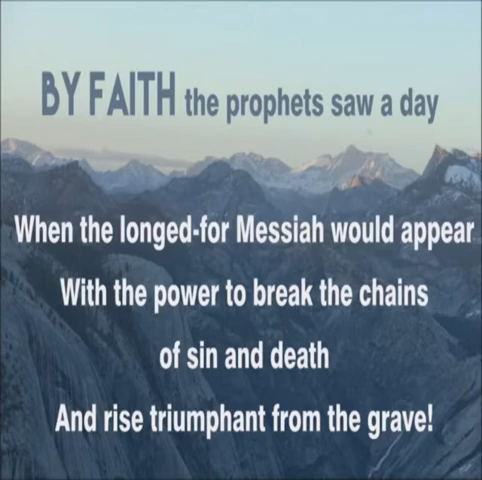 BY FAITH the prophets saw a day
When the longed-for Messiah would appear
With the power to break the chains
of sin and death
And rise triumphant from the grave!